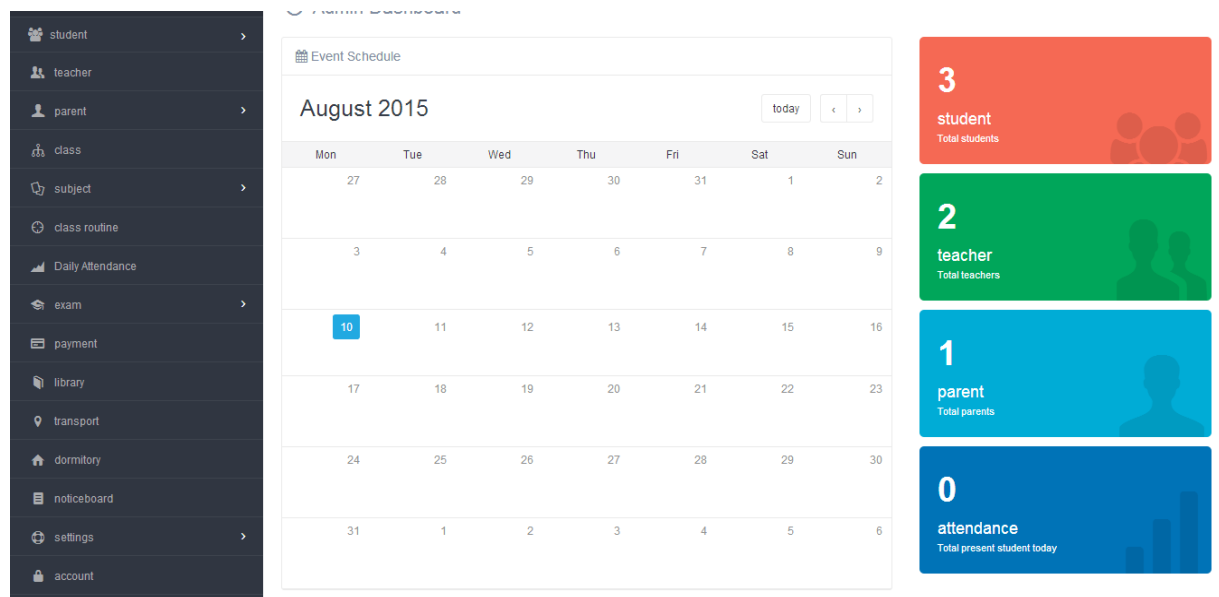 Admin Dashboard
student
teacher
parent
class
subject
class routine
Daily Attendance
exam
payment
library
transport
dormitory
noticeboard
settings
account
Event Schedule
August 2015
today ‹ ›
Mon Tue Wed Thu Fri Sat Sun
27 28 29 30 31 1 2
3 4 5 6 7 8 9
10 11 12 13 14 15 16
17 18 19 20 21 22 23
24 25 26 27 28 29 30
31 1 2 3 4 5 6
3
student
Total students
2
teacher
Total teachers
1
parent
Total parents
0
attendance
Total present student today